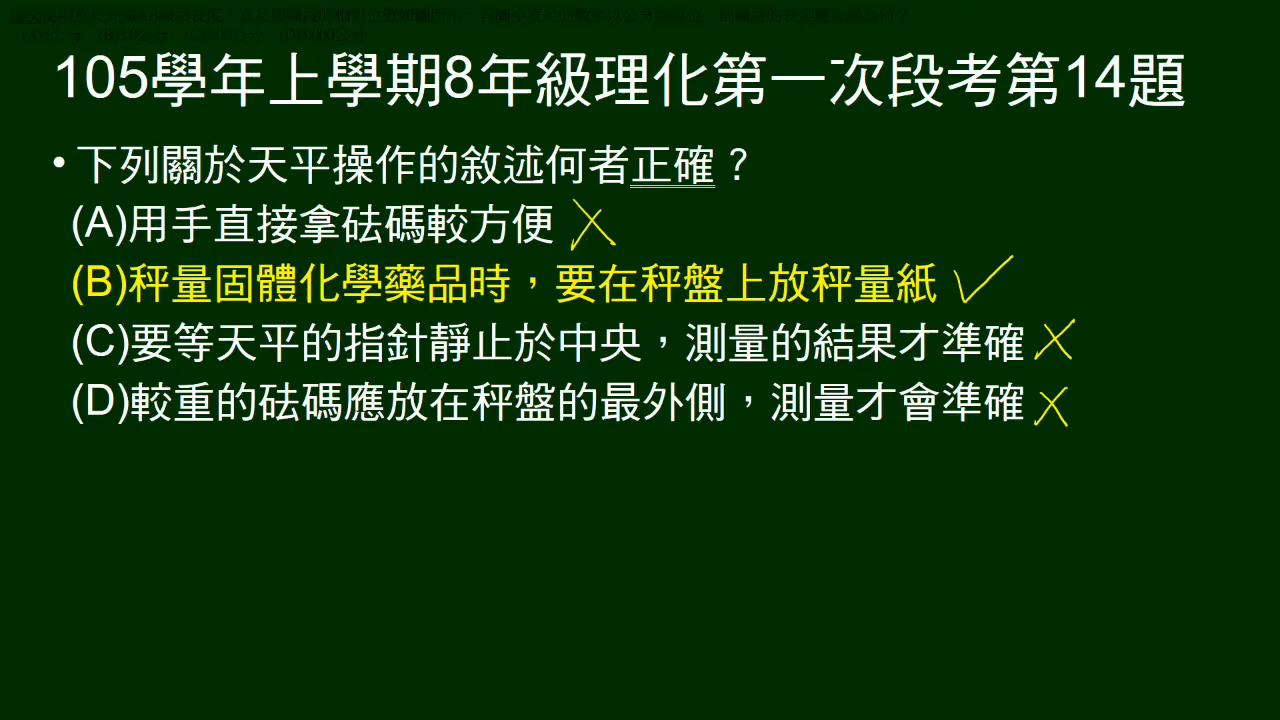 105學年上學期8年級理化第一次段考第14題
•下列關於天平操作的敘述何者正確？
(A)用手直接拿砝碼較方便
(B)秤量固體化學藥品時，要在秤盤上放秤量紙
(C)要等天平的指針靜止於中央，測量的結果才準確
(D)較重的砝碼應放在秤盤的最外側，測量才會準確